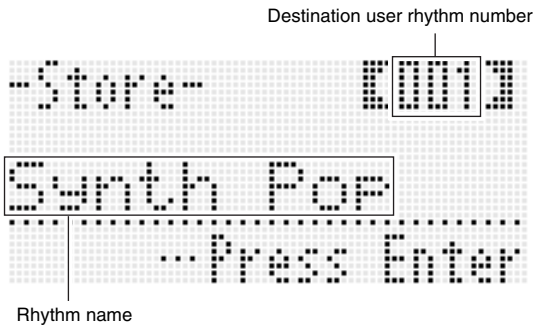 Destination user rhythm number
-Store- 【001】
Synth Pop
…Press Enter
Rhythm name